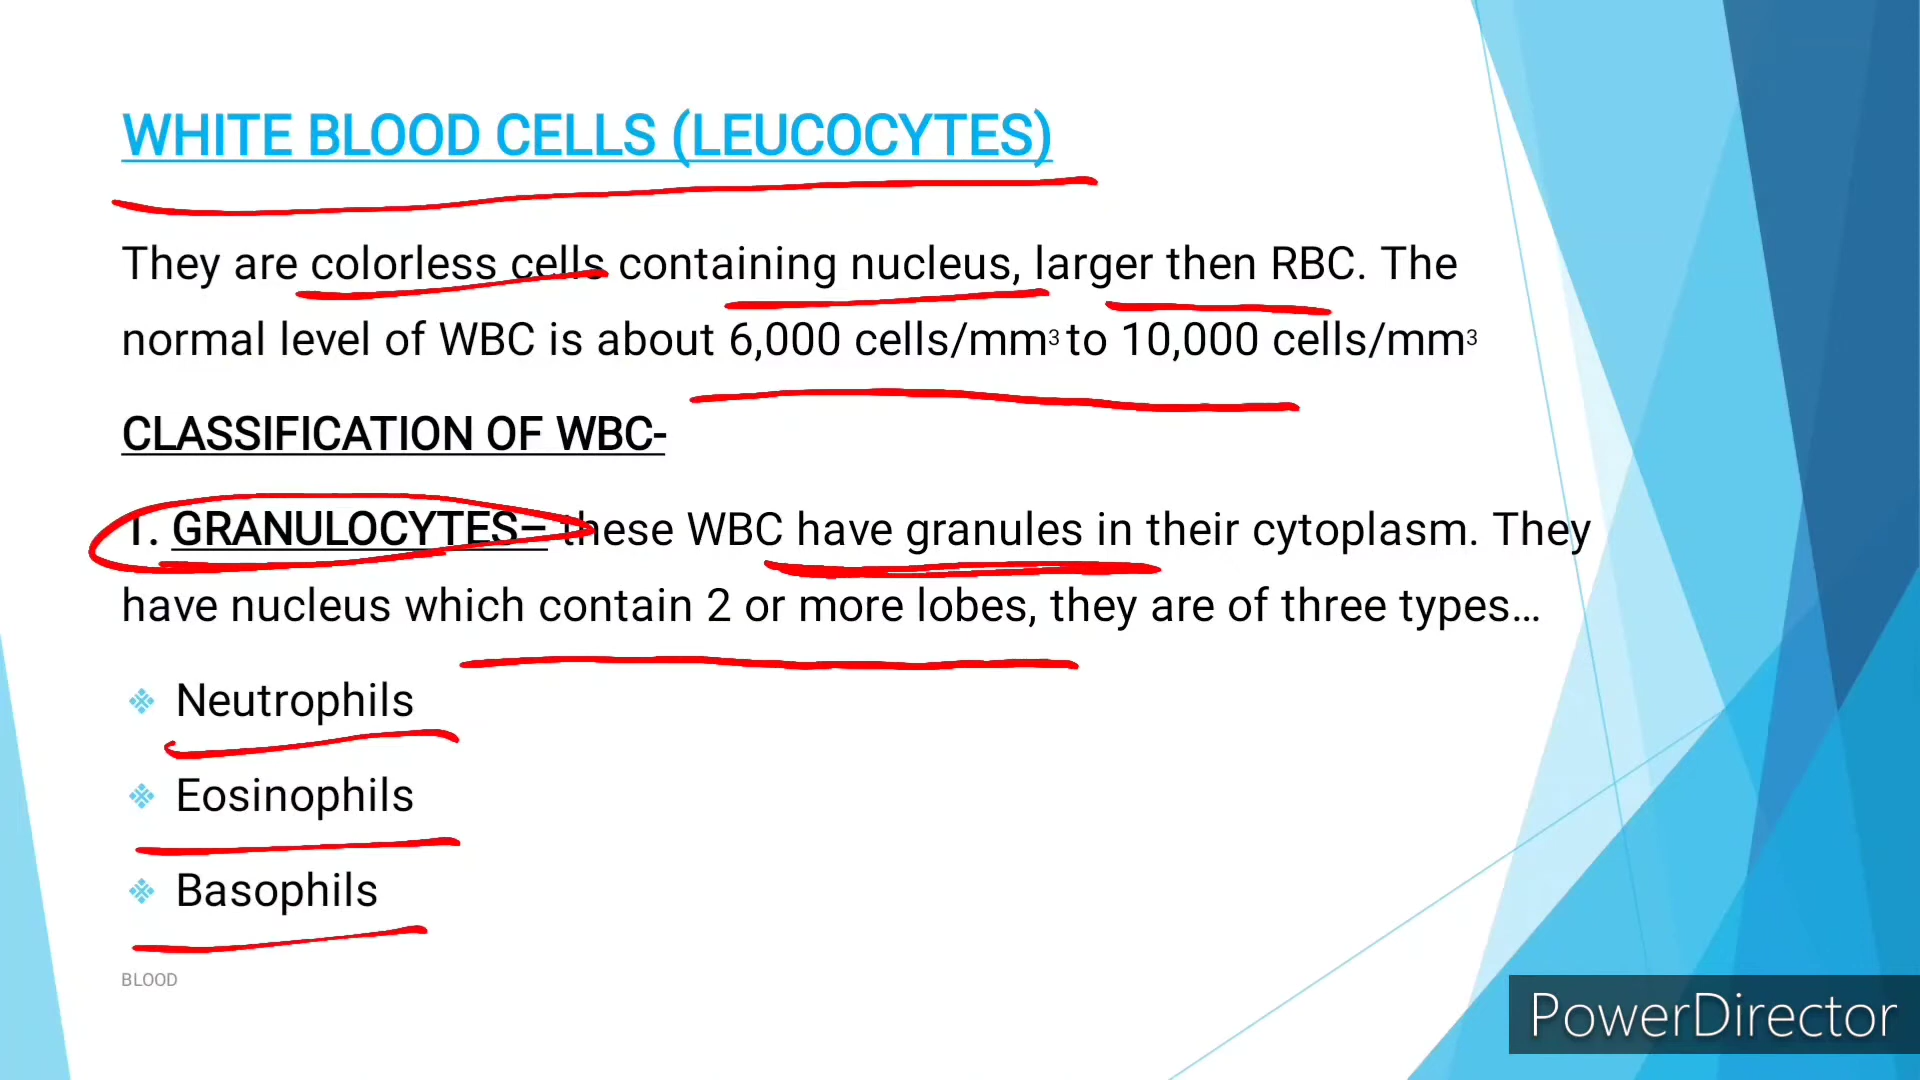 WHITE BLOOD CELLS (LEUCOCYTES)
They are colorless cells containing nucleus, larger then RBC. The
normal level of WBC is about 6,000 cells/mm³ to 10,000 cells/mm³
CLASSIFICATION OF WBC-
1. GRANULOCYTES– these WBC have granules in their cytoplasm. They
have nucleus which contain 2 or more lobes, they are of three types...
❖ Neutrophils
❖ Eosinophils
❖ Basophils
BLOOD
PowerDirector